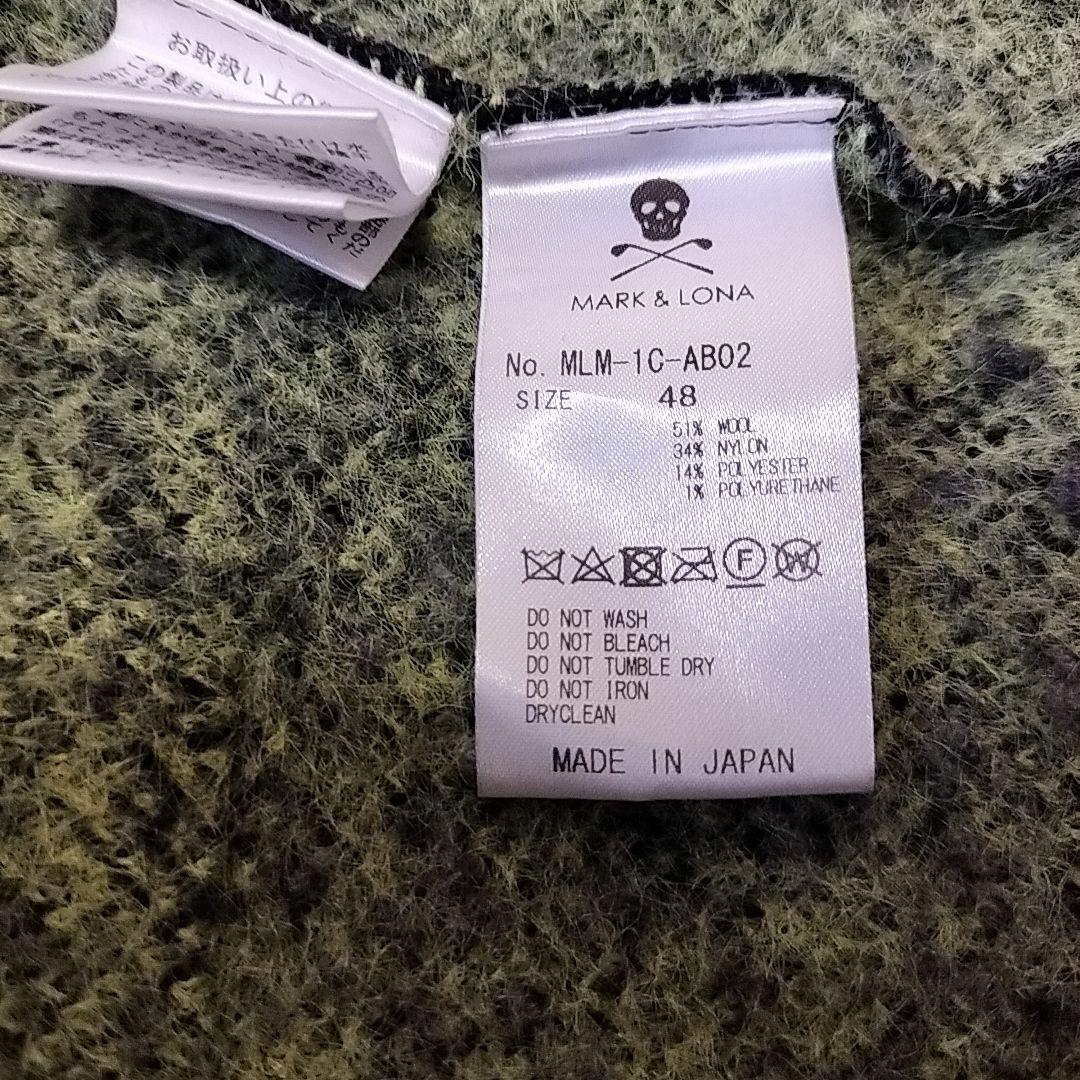 お取扱い上の
この製品は
MARK & LONA
No. MLM-1C-AB02
SIZE 48
51% WOOL
34% NYLON
14% POLYESTER
1% POLYURETHANE
F
W
DO NOT WASH
DO NOT BLEACH
DO NOT TUMBLE DRY
DO NOT IRON
DRYCLEAN
MADE IN JAPAN